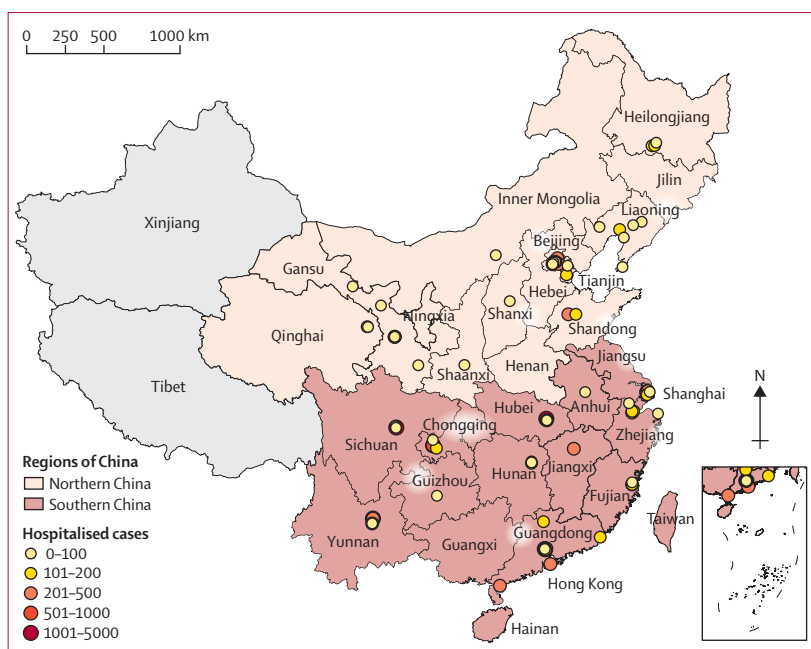 0 250 500 1000 km
Heilongjiang
Jilin
Inner Mongolia
Liaoning
Xinjiang
Beijing
Gansu
Tianjin
Hebei
Ningxia
Shanxi
Qinghai
Shandong
Jiangsu
Henan
Shaanxi
Tibet
Shanghai
N
Anhui
Hubei
Chongqing
Zhejiang
Sichuan
Hunan
Jiangxi
Guizhou
Fujian
Taiwan
Guangdong
Yunnan
Guangxi
Hong Kong
Hainan
Regions of China
Northern China
Southern China
Hospitalised cases
0–100
101–200
201–500
501–1000
1001–5000